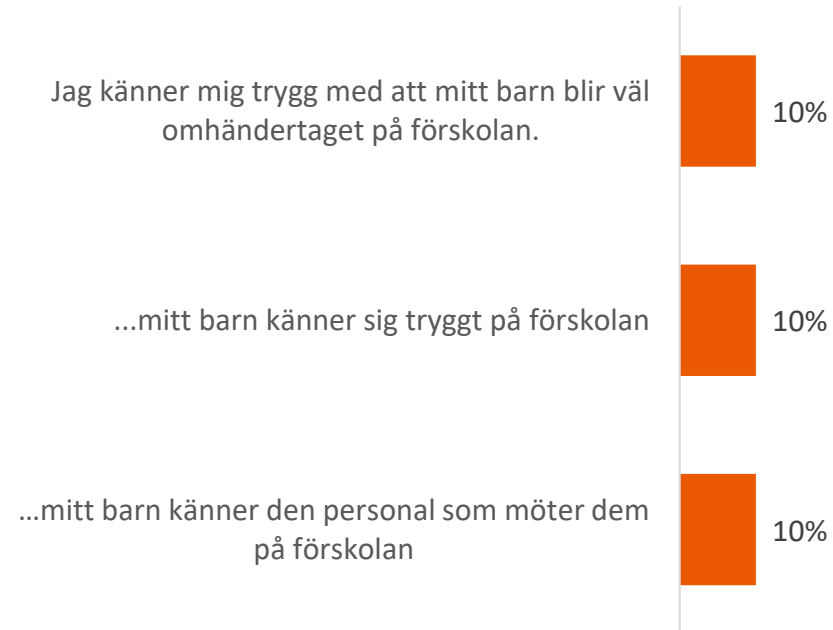 Jag känner mig trygg med att mitt barn blir väl
omhändertaget på förskolan.
10%
...mitt barn känner sig tryggt på förskolan
10%
...mitt barn känner den personal som möter dem
på förskolan
10%